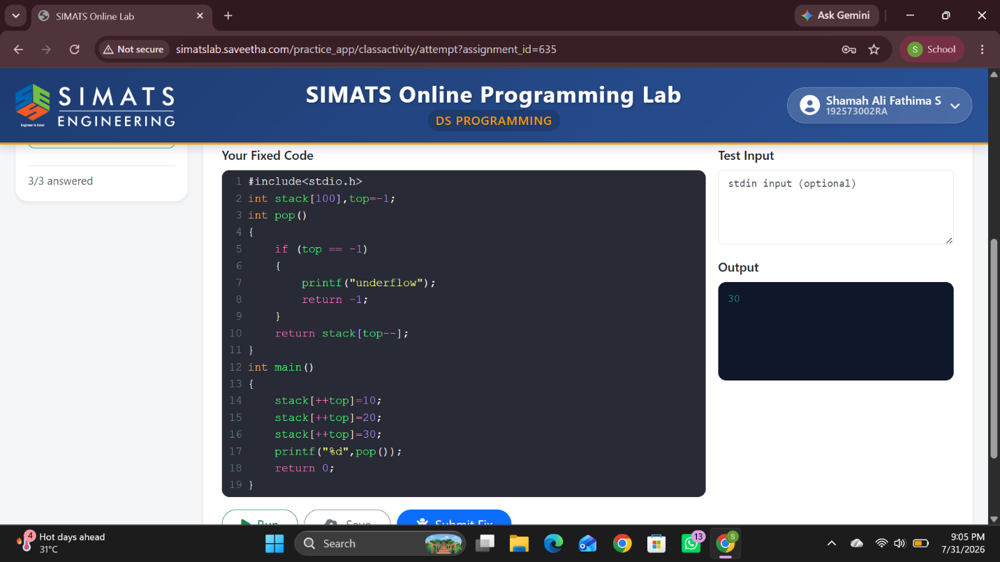 SIMATS Online Lab
Ask Gemini
Not secure
simatslab.saveetha.com/practice_app/classactivity/attempt?assignment_id=635
S
School
SIMATS
ENGINEERING
Engineer to Excel
SIMATS Online Programming Lab
DS PROGRAMMING
Shamah Ali Fathima S
192573002RA
3/3 answered
Your Fixed Code
1 #include<stdio.h>
2 int stack[100],top=-1;
3 int pop()
4 {
5     if (top == -1)
6     {
7         printf("underflow");
8         return -1;
9     }
10     return stack[top--];
11 }
12 int main()
13 {
14     stack[++top]=10;
15     stack[++top]=20;
16     stack[++top]=30;
17     printf("%d",pop());
18     return 0;
19 }
Test Input
stdin input (optional)
Output
30
Run
Save
Submit Fix
4
Hot days ahead
31°C
Search
13
S
9:05 PM
7/31/2026